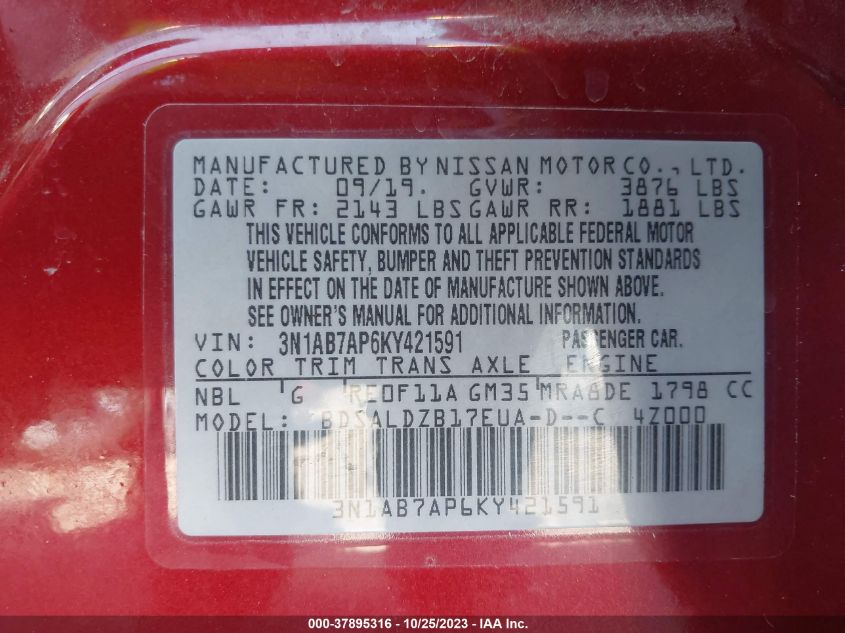 MANUFACTURED BY NISSAN MOTOR CO., LTD.
DATE: 09/19. GVWR: 3876 LBS
GAWR FR: 2143 LBS GAWR RR: 1881 LBS
THIS VEHICLE CONFORMS TO ALL APPLICABLE FEDERAL MOTOR
VEHICLE SAFETY, BUMPER AND THEFT PREVENTION STANDARDS
IN EFFECT ON THE DATE OF MANUFACTURE SHOWN ABOVE.
SEE OWNER'S MANUAL FOR ADDITIONAL INFORMATION.
VIN: 3N1AB7AP6KY421591 PASSENGER CAR.
COLOR TRIM TRANS AXLE ENGINE
NBL G RE0F11A GM35 MRA8DE 1798 CC
MODEL: BDSALDZB17EUA-D--C 4Z000
3N1AB7AP6KY421591
000-37895316 - 10/25/2023 - IAA Inc.